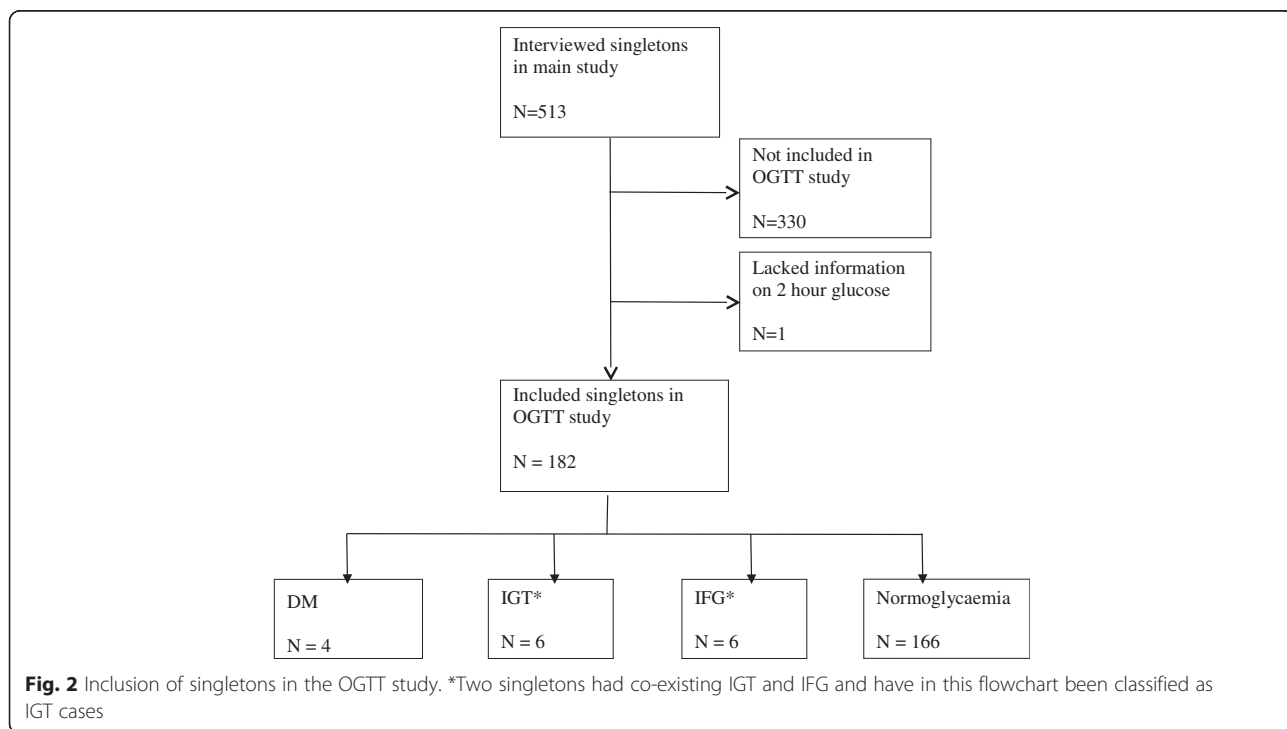 Interviewed singletons
in main study
N=513
Not included in
OGTT study
N=330
Lacked information
on 2 hour glucose
N=1
Included singletons in
OGTT study
N = 182
DM
N = 4
IGT*
N = 6
IFG*
N = 6
Normoglycaemia
N = 166
Fig. 2 Inclusion of singletons in the OGTT study. *Two singletons had co-existing IGT and IFG and have in this flowchart been classified as
IGT cases